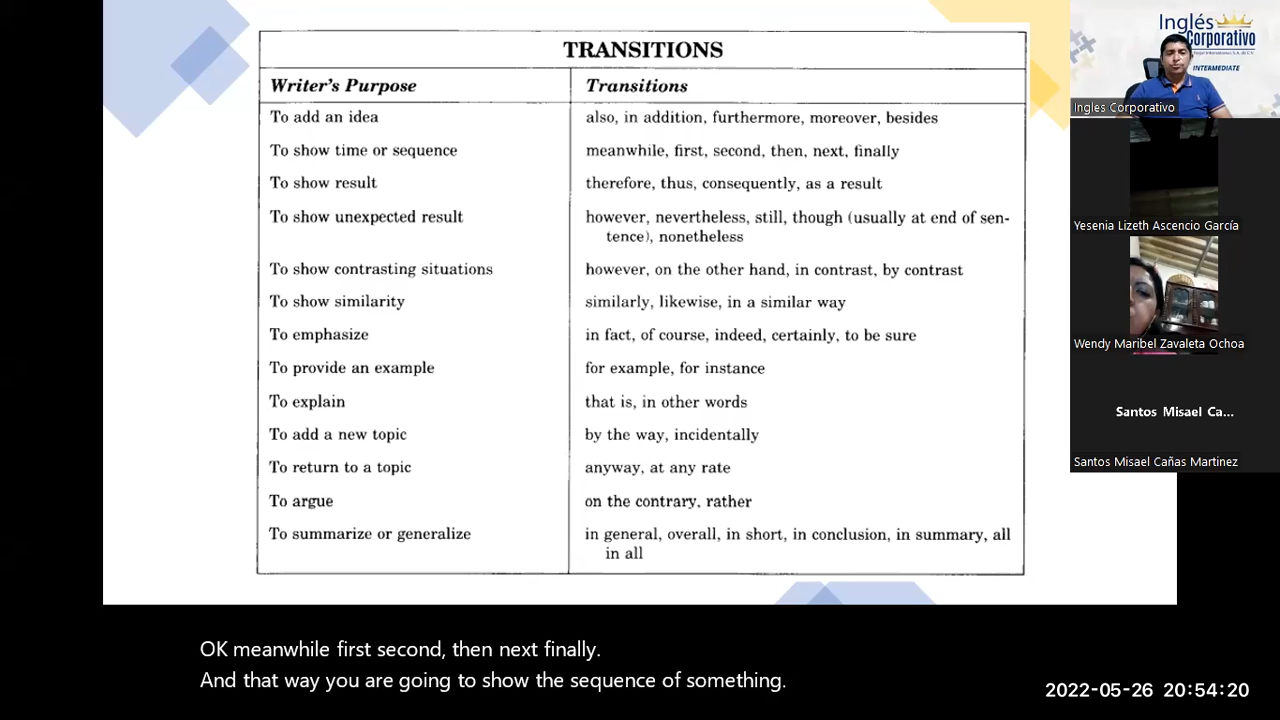 TRANSITIONS
Writer's Purpose
Transitions
To add an idea
also, in addition, furthermore, moreover, besides
To show time or sequence
meanwhile, first, second, then, next, finally
To show result
therefore, thus, consequently, as a result
To show unexpected result
however, nevertheless, still, though (usually at end of sen-
tence), nonetheless
To show contrasting situations
however, on the other hand, in contrast, by contrast
To show similarity
similarly, likewise, in a similar way
To emphasize
in fact, of course, indeed, certainly, to be sure
To provide an example
for example, for instance
To explain
that is, in other words
To add a new topic
by the way, incidentally
To return to a topic
anyway, at any rate
To argue
on the contrary, rather
To summarize or generalize
in general, overall, in short, in conclusion, in summary, all
in all
Inglés
Corporativo
INTERMEDIATE
Ingles Corporativo
Yesenia Lizeth Ascencio García
Wendy Maribel Zavaleta Ochoa
Santos Misael Ca...
Santos Misael Cañas Martinez
OK meanwhile first second, then next finally.
And that way you are going to show the sequence of something.
2022-05-26 20:54:20